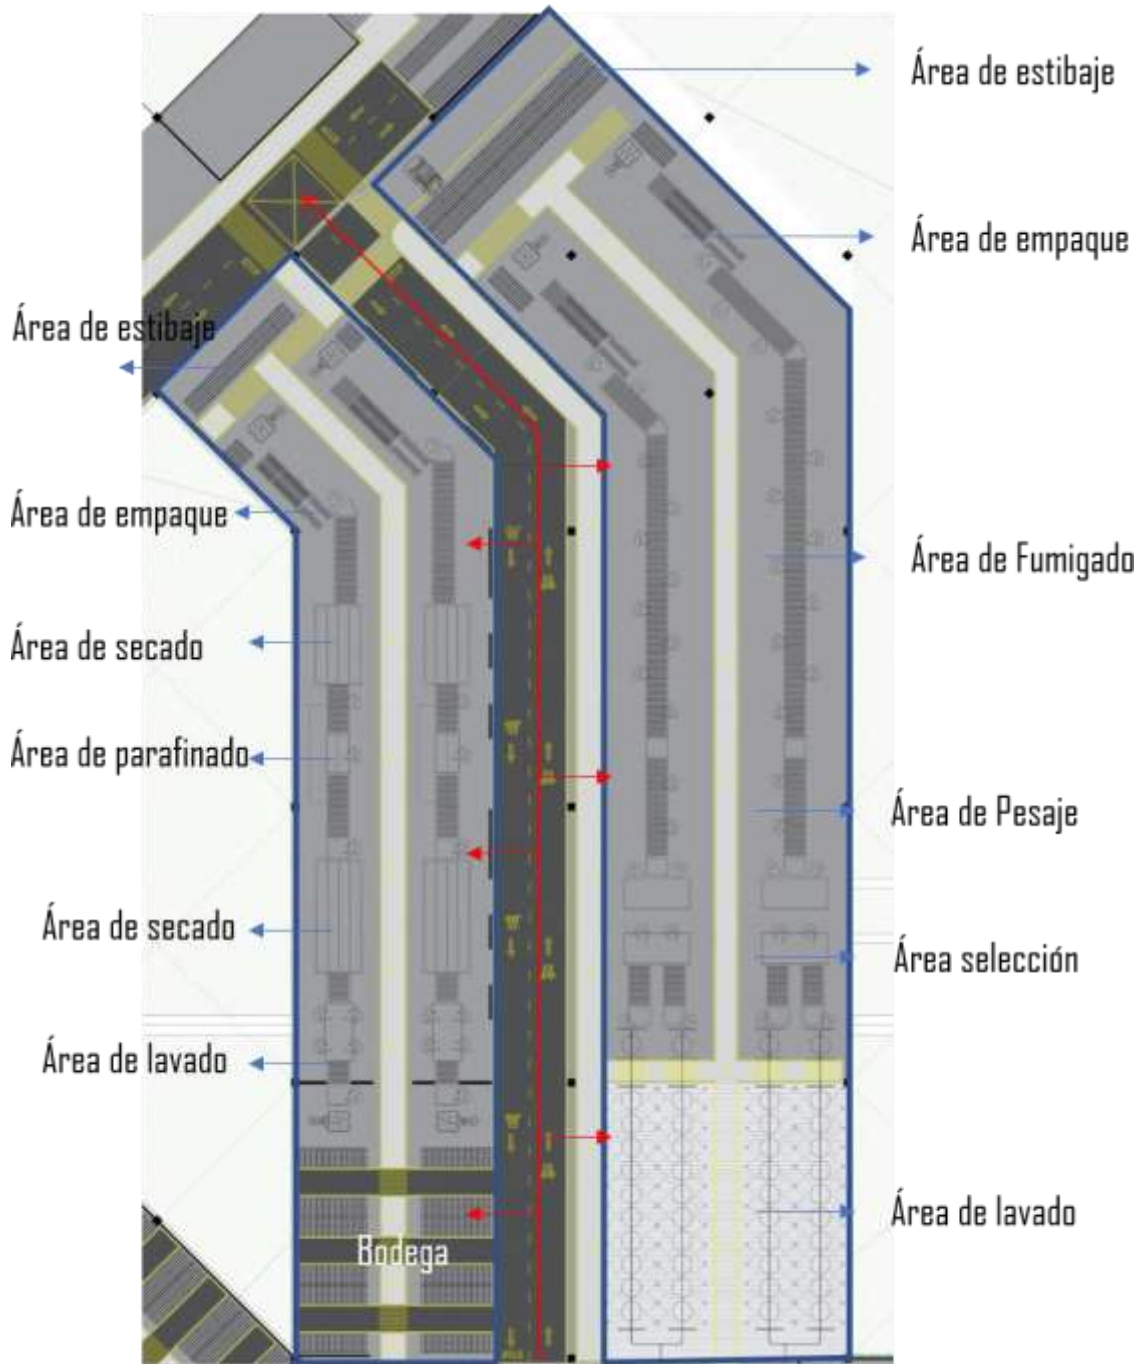 Área de estibaje
Área de empaque
Área de estibaje
Área de empaque
Área de Fumigado
Área de secado
Área de parafinado
Área de Pesaje
Área de secado
Área selección
Área de lavado
Área de lavado
Bodega